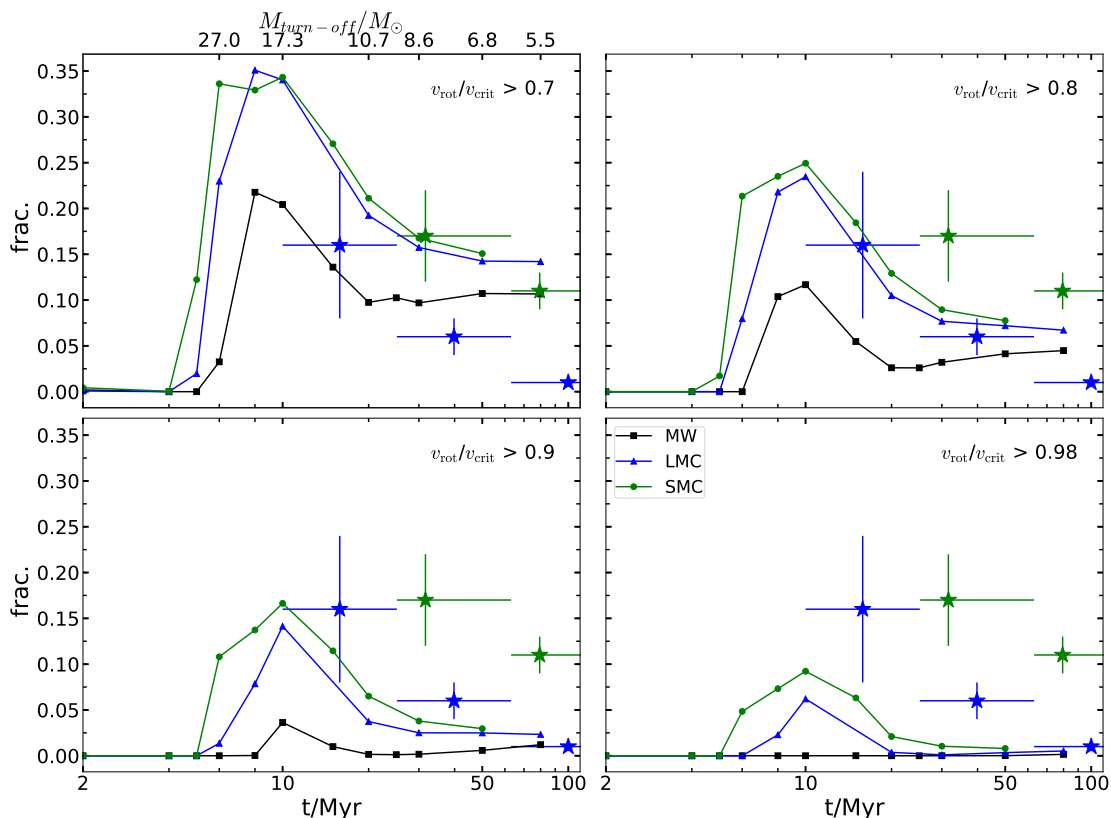 M_{turn-off}/M_⊙
27.0 17.3 10.7 8.6 6.8 5.5
frac.
0.35
0.30
0.25
0.20
0.15
0.10
0.05
0.00
v_rot/v_crit > 0.7
v_rot/v_crit > 0.8
frac.
0.35
0.30
0.25
0.20
0.15
0.10
0.05
0.00
v_rot/v_crit > 0.9
MW
LMC
SMC
v_rot/v_crit > 0.98
2 10 50 100
t/Myr
2 10 50 100
t/Myr